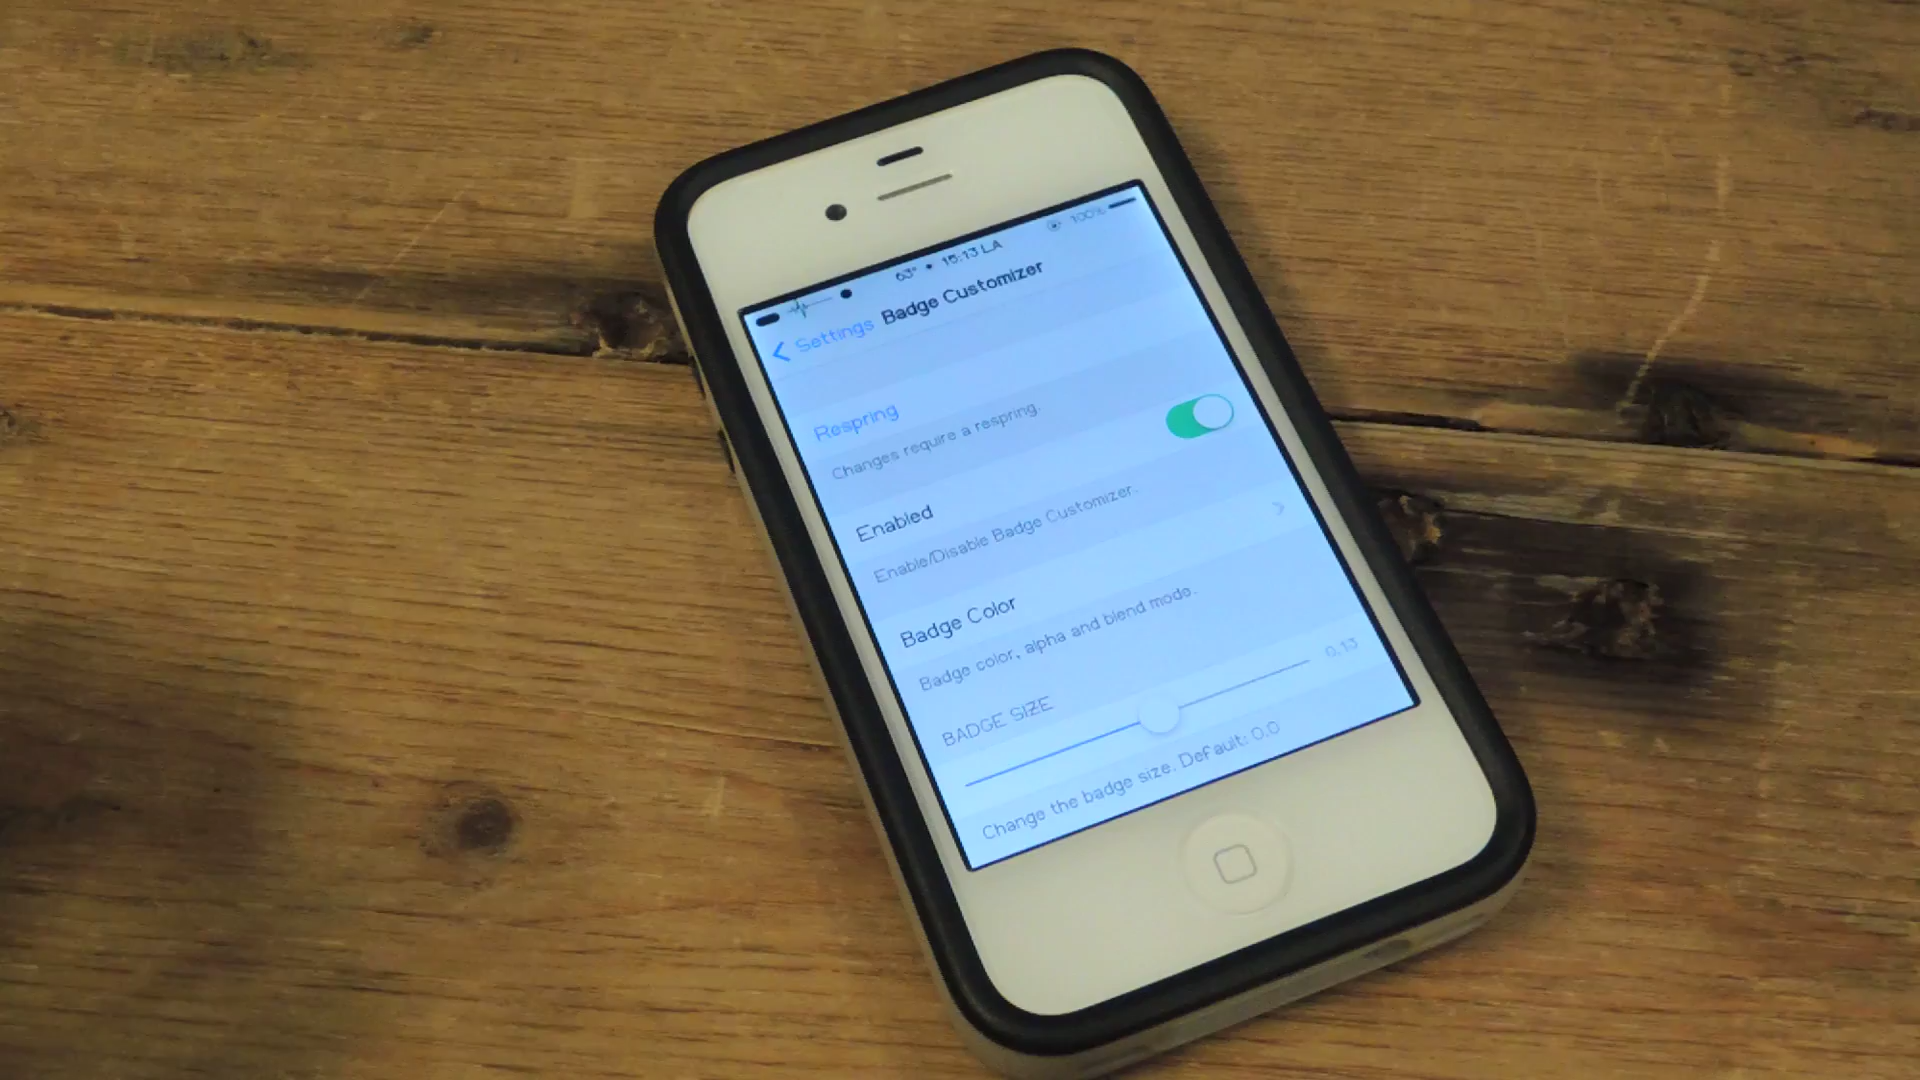 63° • 15:13 LA 100%
Settings Badge Customizer
Respring
Changes require a respring.
Enabled
Enable/Disable Badge Customizer.
Badge Color
Badge color, alpha and blend mode.
BADGE SIZE
0.13
Change the badge size. Default: 0.0